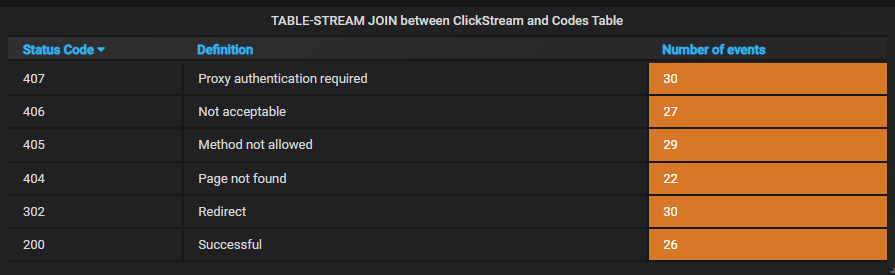 TABLE-STREAM JOIN between ClickStream and Codes Table
Status Code Definition Number of events
407 Proxy authentication required 30
406 Not acceptable 27
405 Method not allowed 29
404 Page not found 22
302 Redirect 30
200 Successful 26